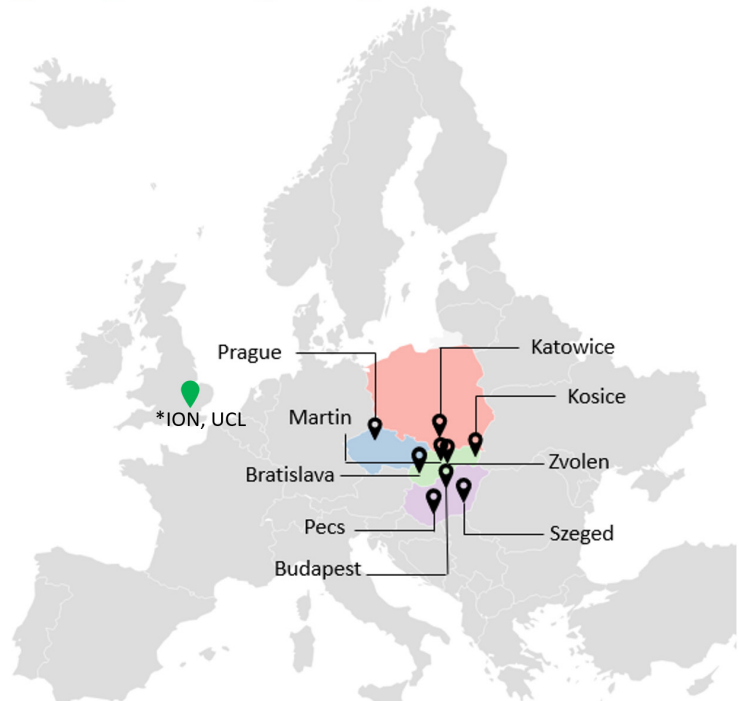 Prague
Katowice
Kosice
Martin
*ION, UCL
Zvolen
Bratislava
Pecs
Szeged
Budapest